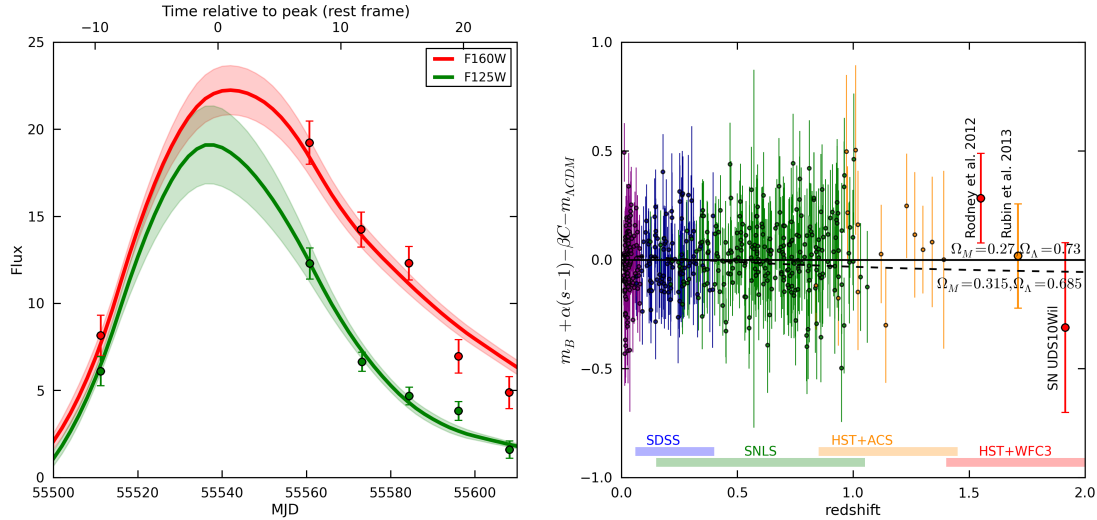 Time relative to peak (rest frame)
−10 0 10 20
25
20
15
10
5
0
Flux
F160W
F125W
55500 55520 55540 55560 55580 55600
MJD
1.0
0.5
0.0
−0.5
−1.0
m_B + α(s−1)−βC−m_ΛCDM
Rodney et al. 2012
Rubin et al. 2013
Ω_M=0.27,Ω_Λ=0.73
Ω_M=0.315,Ω_Λ=0.685
SN UDS10Wil
SDSS
SNLS
HST+ACS
HST+WFC3
0.0 0.5 1.0 1.5 2.0
redshift